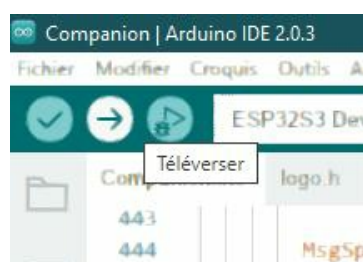 Companion | Arduino IDE 2.0.3
Fichier Modifier Croquis Outils A
ESP32S3 Dev
Téléverser
logo.h
443
444
MsgSp